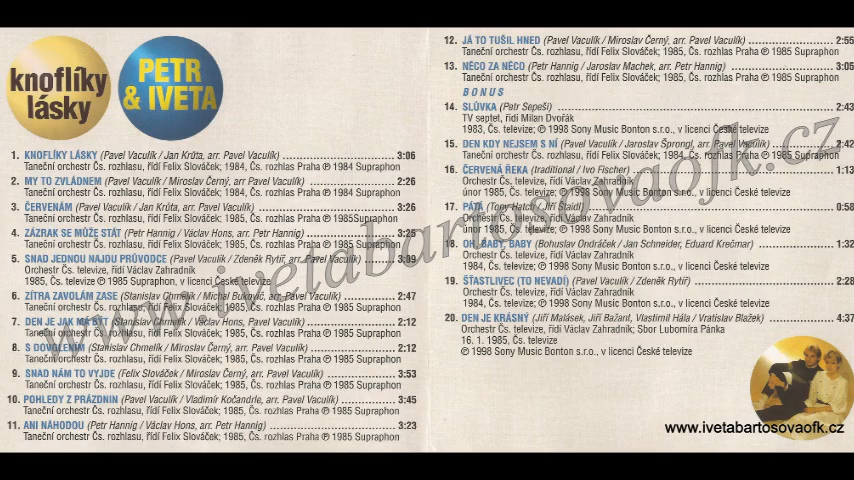 knoflíky
lásky
PETR
& IVETA
1. KNOFLÍKY LÁSKY (Pavel Vaculík / Jan Krůta, arr. Pavel Vaculík) 3:06
Taneční orchestr Čs. rozhlasu, řídí Felix Slováček; 1984, Čs. rozhlas Praha ℗ 1984 Supraphon
2. MY TO ZVLÁDNEM (Pavel Vaculík / Miroslav Černý, arr Pavel Vaculík) 2:26
Taneční orchestr Čs. rozhlasu, řídí Felix Slováček; 1984, Čs. rozhlas Praha ℗ 1984 Supraphon
3. ČERVENÁM (Pavel Vaculík / Jan Krůta, arr. Pavel Vaculík) 3:26
Taneční orchestr Čs. rozhlasu, řídí Felix Slováček; 1985, Čs. rozhlas Praha ℗ 1985Supraphon
4. ZÁZRAK SE MŮŽE STÁT (Petr Hannig / Václav Hons, arr. Petr Hannig) 3:25
Taneční orchestr Čs. rozhlasu, řídí Felix Slováček; 1985, Čs. rozhlas Praha ℗ 1985 Supraphon
5. SNAD JEDNOU NAJDU PRŮVODCE (Pavel Vaculík / Zdeněk Rytíř, arr. Pavel Vaculík) 3:09
Orchestr Čs. televize, řídí Václav Zahradník
1985, Čs televize ℗ 1985 Supraphon, v licenci České televize
6. ZÍTRA ZAVOLÁM ZASE (Stanislav Chmelík / Michal Bukovič, arr. Pavel Vaculík) 2:47
Taneční orchestr Čs. rozhlasu, řídí Felix Slováček; 1985, Čs. rozhlas Praha ℗ 1985 Supraphon
7. DEN JE JAK MA BÝT (Stanislav Chmelík / Václav Hons, arr. Pavel Vaculík) 2:12
Taneční orchestr Čs. rozhlasu, řídí Felix Slováček; 1985, Čs. rozhlas Praha ℗ 1985 Supraphon
8. S DOVOLENÍM (Stanislav Chmelík / Miroslav Černý, arr. Pavel Vaculík) 2:12
Taneční orchestr Čs. rozhlasu, řídí Felix Slováček; 1985, Čs. rozhlas Praha ℗ 1985 Supraphon
9. SNAD NÁM TO VYJDE (Felix Slováček / Miroslav Černý, arr. Pavel Vaculík) 3:53
Taneční orchestr Čs. rozhlasu, řídí Felix Slováček; 1985, Čs. rozhlas Praha ℗ 1985 Supraphon
10. POHLEDY Z PRÁZDNIN (Pavel Vaculík / Vladimír Kočandrle, arr. Pavel Vaculík) 3:45
Taneční orchestr Čs. rozhlasu, řídí Felix Slováček; 1985, Čs. rozhlas Praha ℗ 1985 Supraphon
11. ANI NÁHODOU (Petr Hannig / Václav Hons, arr. Petr Hannig) 3:23
Taneční orchestr Čs. rozhlasu, řídí Felix Slováček; 1985, Čs. rozhlas Praha ℗ 1985 Supraphon
12. JÁ TO TUŠIL HNED (Pavel Vaculík / Miroslav Černý, arr. Pavel Vaculík) 2:55
Taneční orchestr Čs. rozhlasu, řídí Felix Slováček; 1985, Čs. rozhlas Praha ℗ 1985 Supraphon
13. NĚCO ZA NĚCO (Petr Hannig / Jaroslav Machek, arr. Petr Hannig) 3:05
Taneční orchestr Čs. rozhlasu, řídí Felix Slováček; 1985, Čs. rozhlas Praha ℗ 1985 Supraphon
BONUS
14. SLŮVKA (Petr Sepeši) 2:43
TV septet, řídí Milan Dvořák
1983, Čs. televize; ℗ 1998 Sony Music Bonton s.r.o., v licenci České televize
15. DEN KDY NEJSEM S NÍ (Pavel Vaculík / Jaroslav Šprongl, arr. Pavel Vaculík) 2:42
Taneční orchestr Čs. rozhlasu, řídí Felix Slováček; 1984, Čs. rozhlas Praha ℗ 1985 Supraphon
16. ČERVENÁ ŘEKA (traditional / Ivo Fischer) 1:13
Orchestr Čs. televize, řídí Václav Zahradník
únor 1985, Čs. televize; ℗ 1998 Sony Music Bonton s.r.o., v licenci České televize
17. PÁTÁ (Tony Hatch / Jiří Štaidl) 0:58
Orchestr Čs. televize, řídí Václav Zahradník
únor 1985, Čs. televize; ℗ 1998 Sony Music Bonton s.r.o., v licenci České televize
18. OH, BABY, BABY (Bohuslav Ondráček / Jan Schneider, Eduard Krečmar) 1:32
Orchestr Čs. televize, řídí Václav Zahradník
1984, Čs. televize; ℗ 1998 Sony Music Bonton s.r.o., v licenci České televize
19. ŠŤASTLIVEC (TO NEVADÍ) (Pavel Vaculík / Zdeněk Rytíř) 2:28
Orchestr Čs. televize, řídí Václav Zahradník
1984, Čs. televize; ℗ 1998 Sony Music Bonton s.r.o., v licenci České televize
20. DEN JE KRÁSNÝ (Jiří Malásek, Jiří Bažant, Vlastimil Hála / Vratislav Blažek) 4:37
Orchestr Čs. televize, řídí Václav Zahradník; Sbor Lubomíra Pánka
16. 1. 1985, Čs. televize
℗ 1998 Sony Music Bonton s.r.o., v licenci České televize
www.ivetabartosovaofk.cz
www.ivetabartosovaofk.cz